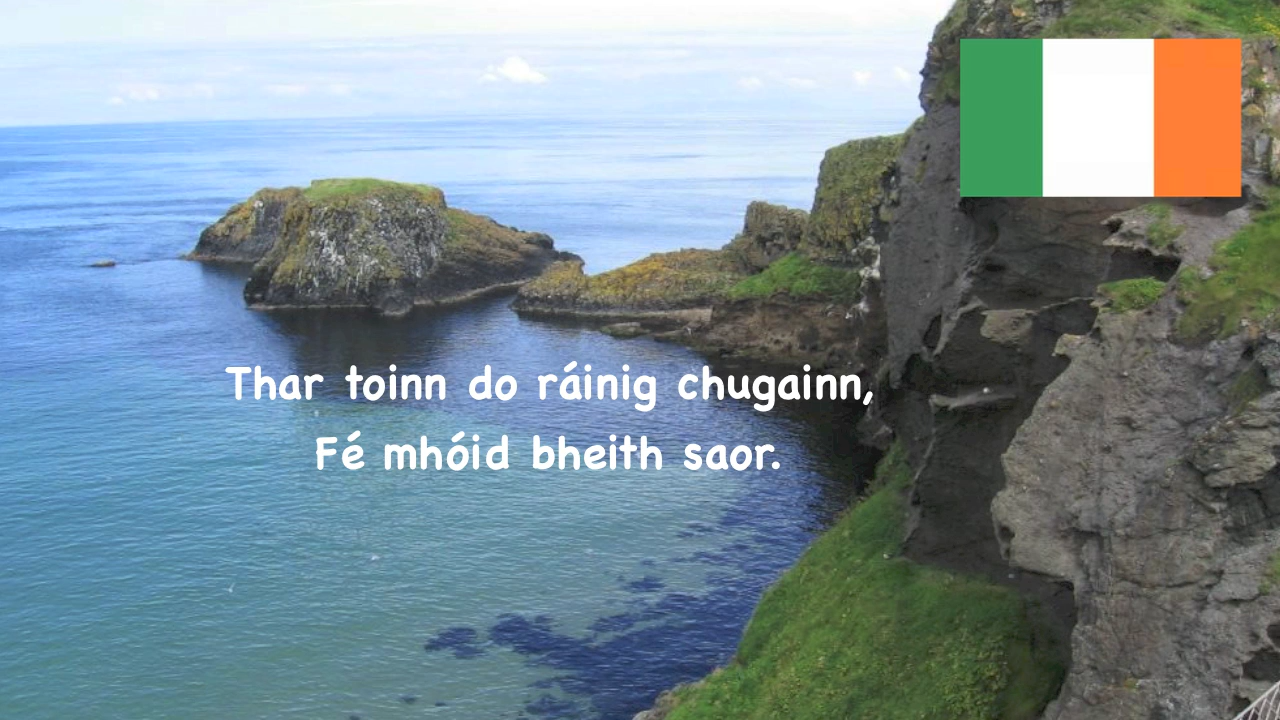 Thar toinn do ráinig chugainn,
Fé mhóid bheith saor.